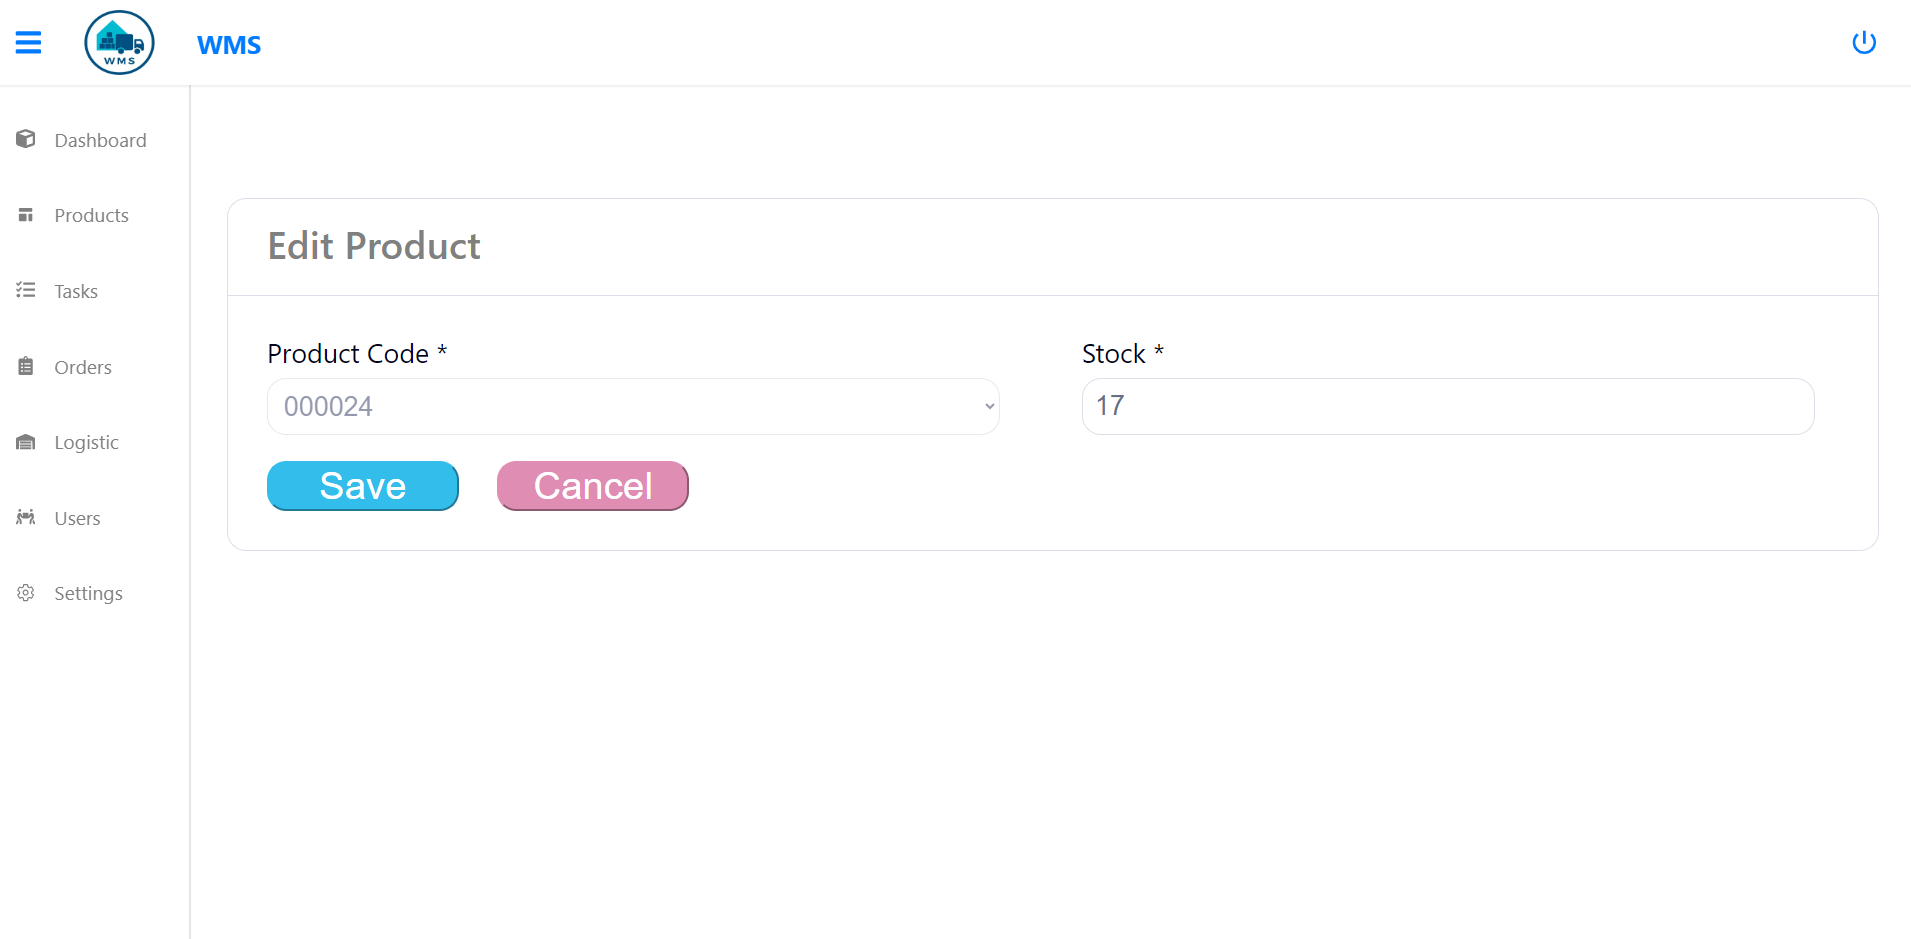 WMS
WMS
Dashboard
Products
Tasks
Orders
Logistic
Users
Settings
Edit Product
Product Code *
000024
Stock *
17
Save
Cancel